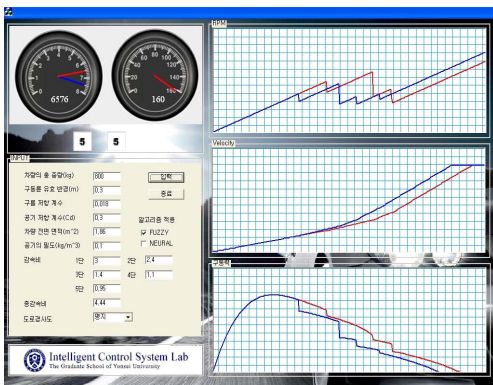 RPM
6576
160
5 5
Velocity
INPUT
차량의 총 중량(kg) 800
입력
구동륜 유효 반경(m) 0,3
종료
구름 저항 계수 0,018
공기 저항 계수(Cd) 0,3
알고리즘 적용
차량 전면 면적(m^2) 1,86
FUZZY
공기의 밀도(kg/m^3) 0,1
NEURAL
감속비 1단 3 2단 2,4
3단 1,4 4단 1,1
5단 0,95
종감속비 4,44
도로경사도 평지
구동력
Intelligent Control System Lab
The Graduate School of Yonsei University